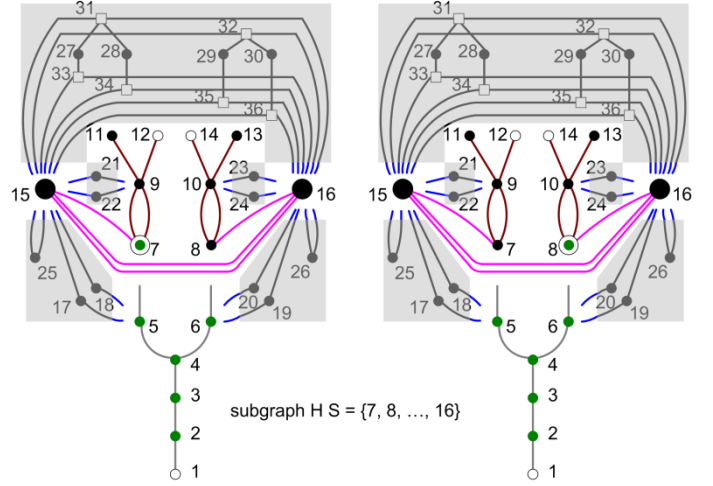 31 32 31 32
27 28 29 30 27 28 29 30
33 34 35 36 33 34 35 36
11 12 14 13 11 12 14 13
21 23 21 23
15 9 10 16 15 9 10 16
22 24 22 24
7 8 7 8
25 26 25 26
17 18 20 19 17 18 20 19
5 6 5 6
4 4
3 3
subgraph H S = {7, 8, …, 16}
2 2
1 1